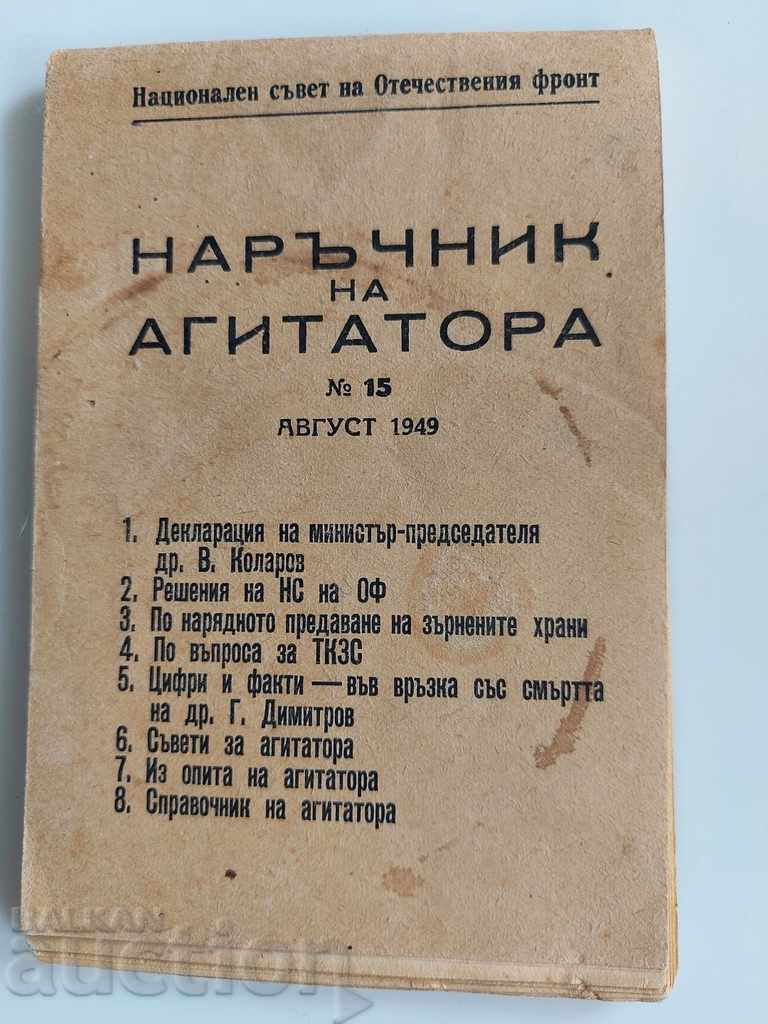 Национален съвет на Отечествения фронт
НАРЪЧНИК
НА
АГИТАТОРА
№ 15
АВГУСТ 1949
1. Декларация на министър-председателя
др. В. Коларов
2. Решения на НС на ОФ
3. По нарядното предаване на зърнените храни
4. По въпроса за ТКЗС
5. Цифри и факти — във връзка със смъртта
на др. Г. Димитров
6. Съвети за агитатора
7. Из опита на агитатора
8. Справочник на агитатора
BALKAN
auction